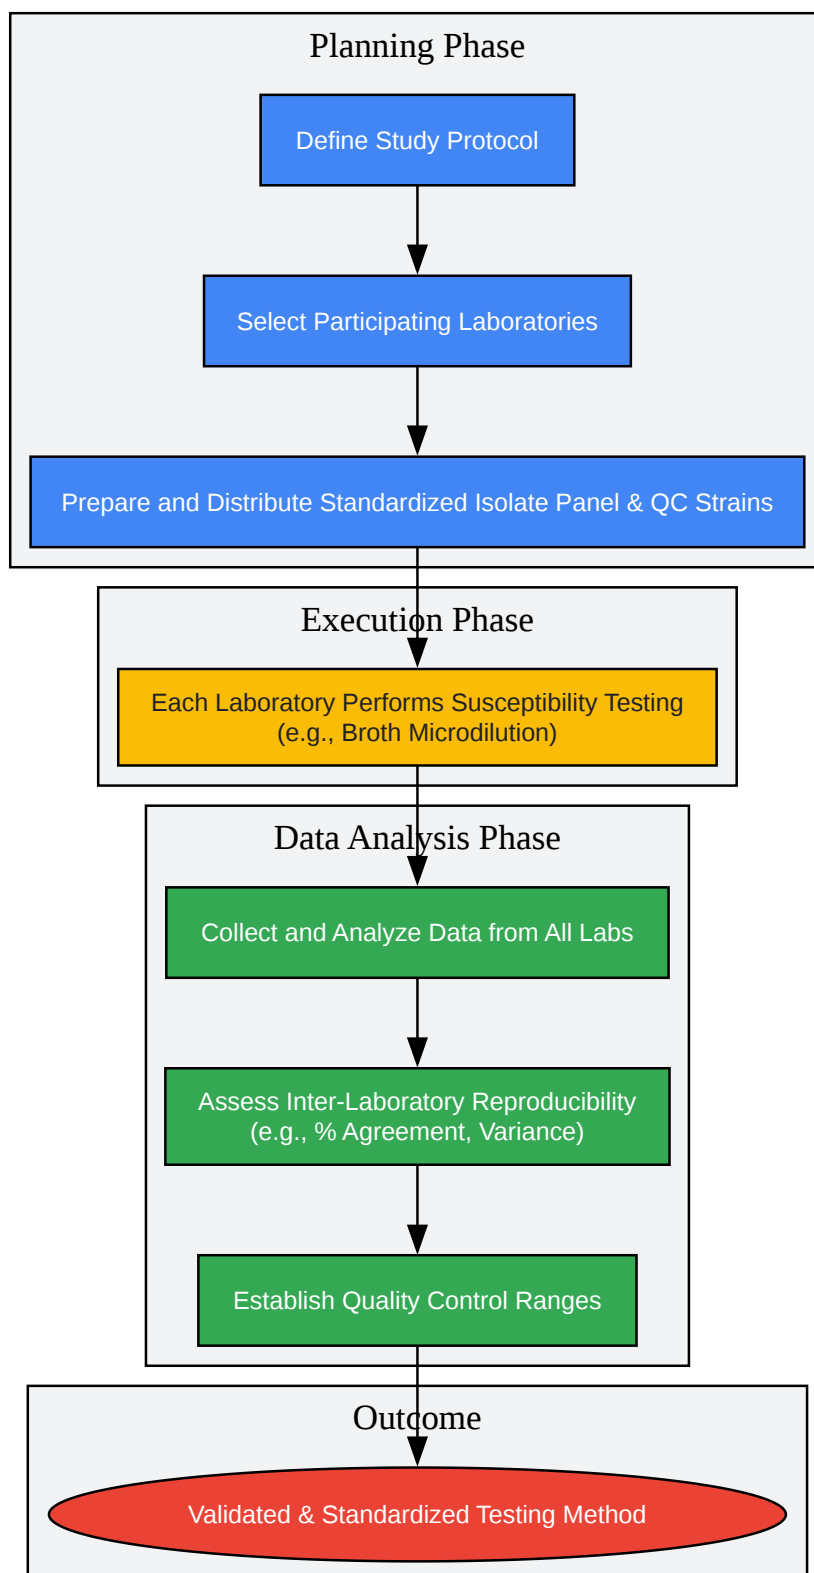 Planning Phase
Define Study Protocol
Select Participating Laboratories
Prepare and Distribute Standardized Isolate Panel & QC Strains
Execution Phase
Each Laboratory Performs Susceptibility Testing
(e.g., Broth Microdilution)
Data Analysis Phase
Collect and Analyze Data from All Labs
Assess Inter-Laboratory Reproducibility
(e.g., % Agreement, Variance)
Establish Quality Control Ranges
Outcome
Validated & Standardized Testing Method